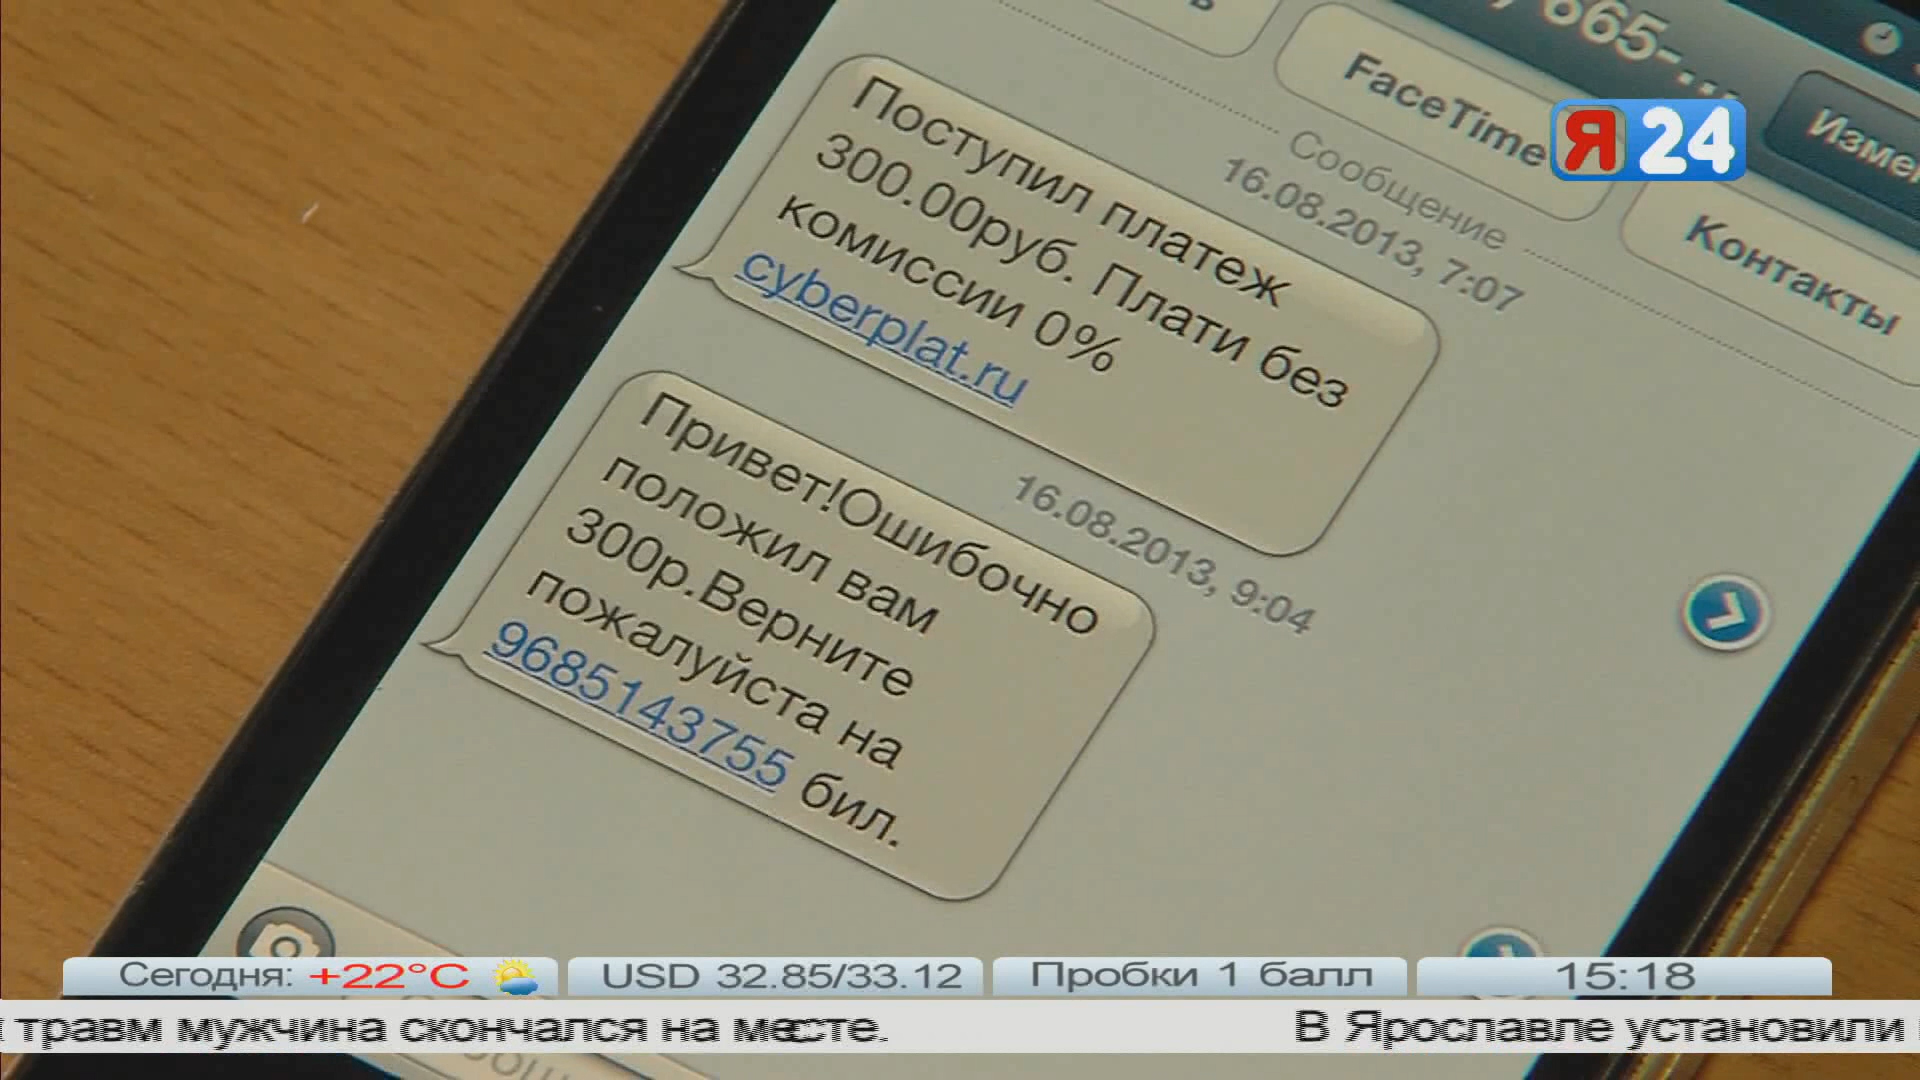 665-...
FaceTime
Контакты
Я 24
Сообщение
16.08.2013, 7:07
Поступил платеж
300.00руб. Плати без
комиссии 0%
cyberplat.ru
16.08.2013, 9:04
Привет!Ошибочно
положил вам
300р.Верните
пожалуйста на
9685143755 бил.
Сегодня: +22°C
USD 32.85/33.12
Пробки 1 балл
15:18
травм мужчина скончался на месте.
В Ярославле установили